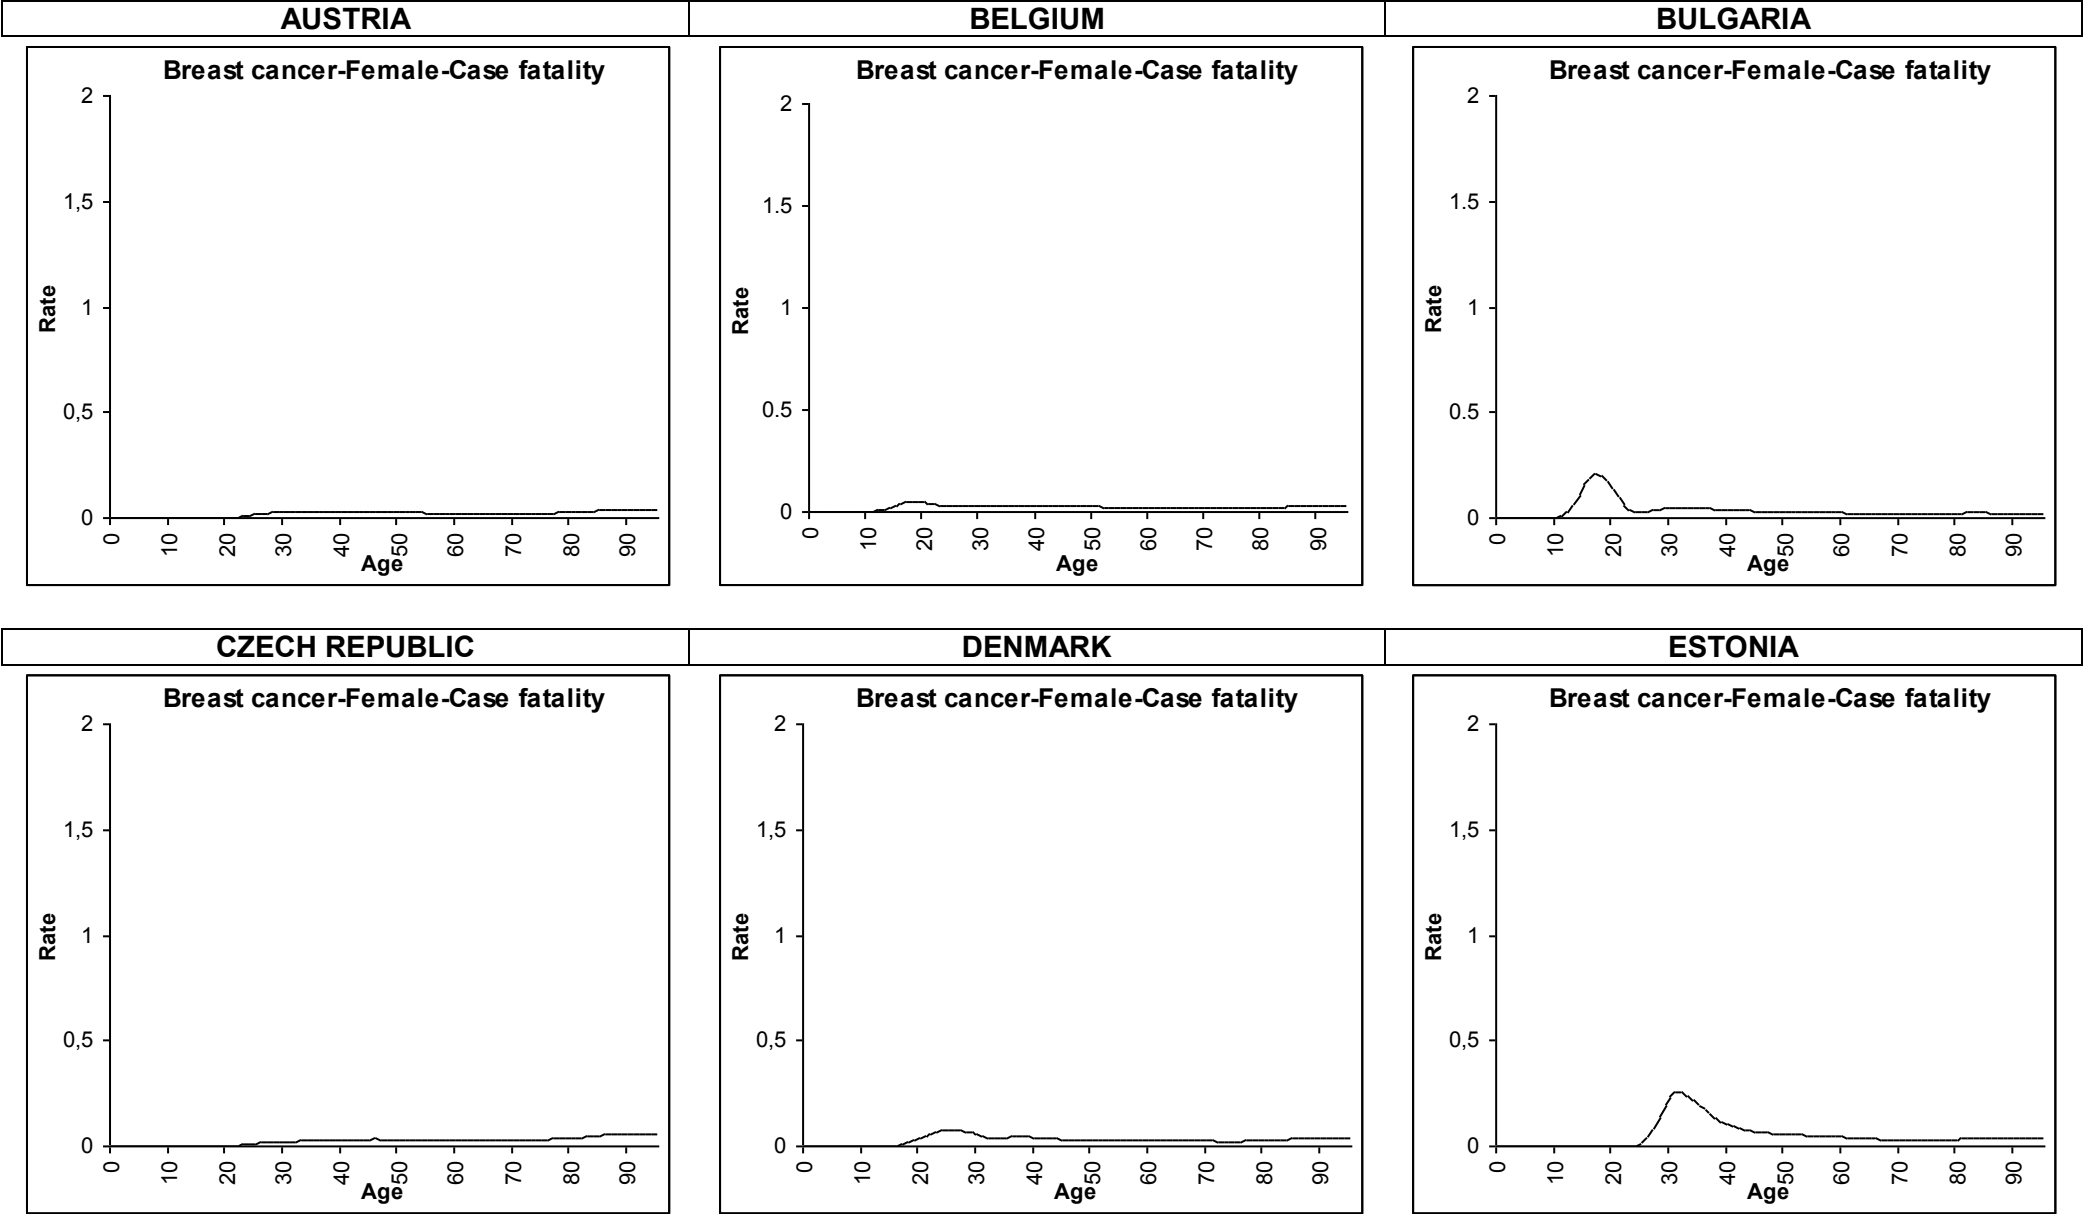 AUSTRIA BELGIUM BULGARIA
Breast cancer-Female-Case fatality
2
1,5
1
0,5
0
Rate
0 10 20 30 40 50 60 70 80 90
Age
Breast cancer-Female-Case fatality
2
1.5
1
0.5
0
Rate
0 10 20 30 40 50 60 70 80 90
Age
Breast cancer-Female-Case fatality
2
1.5
1
0.5
0
Rate
0 10 20 30 40 50 60 70 80 90
Age
CZECH REPUBLIC DENMARK ESTONIA
Breast cancer-Female-Case fatality
2
1,5
1
0,5
0
Rate
0 10 20 30 40 50 60 70 80 90
Age
Breast cancer-Female-Case fatality
2
1,5
1
0,5
0
Rate
0 10 20 30 40 50 60 70 80 90
Age
Breast cancer-Female-Case fatality
2
1,5
1
0,5
0
Rate
0 10 20 30 40 50 60 70 80 90
Age